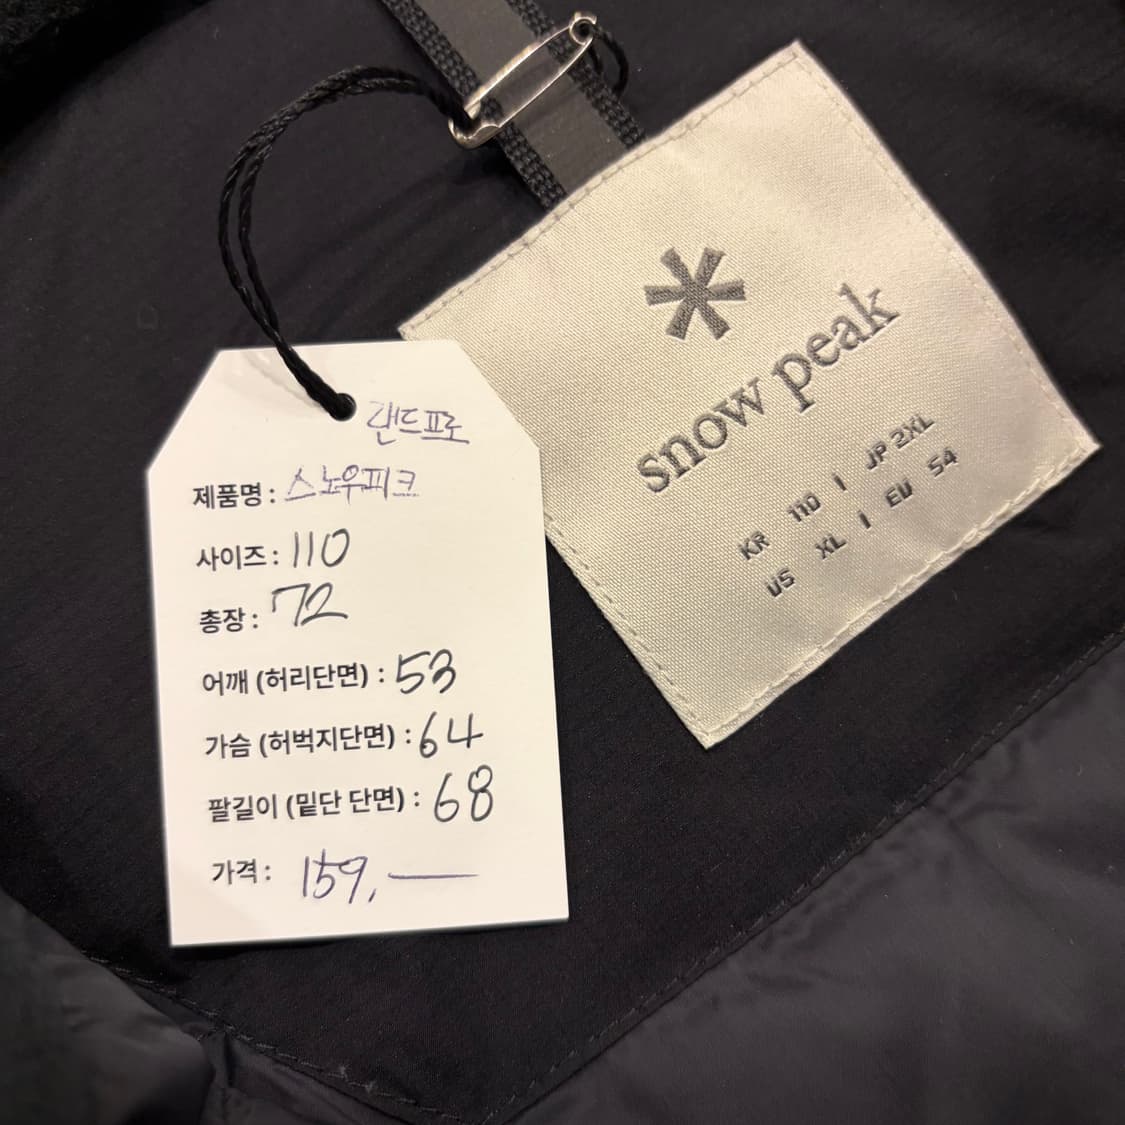 랜드프로
제품명 : 스노우피크
사이즈 : 110
총장 : 72
어깨 (허리단면) : 53
가슴 (허벅지단면) : 64
팔길이 (밑단 단면) : 68
가격 : 159,—
snow peak
KR 110 | JP 2XL
US XL | EU 54